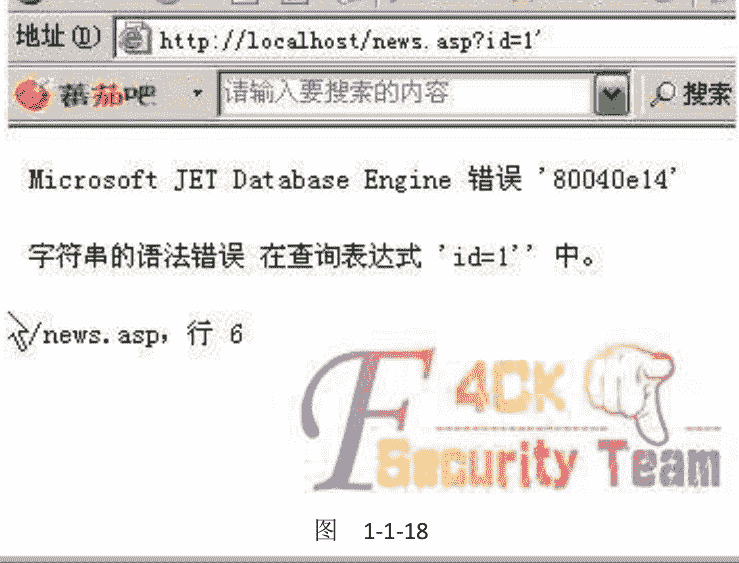 地址(D) http://localhost/news.asp?id=1'
蕃茄吧 请输入要搜索的内容 搜索
Microsoft JET Database Engine 错误 '80040e14'
字符串的语法错误 在查询表达式 'id=1'' 中。
/news.asp，行 6
F4CK
Security Team
图 1-1-18